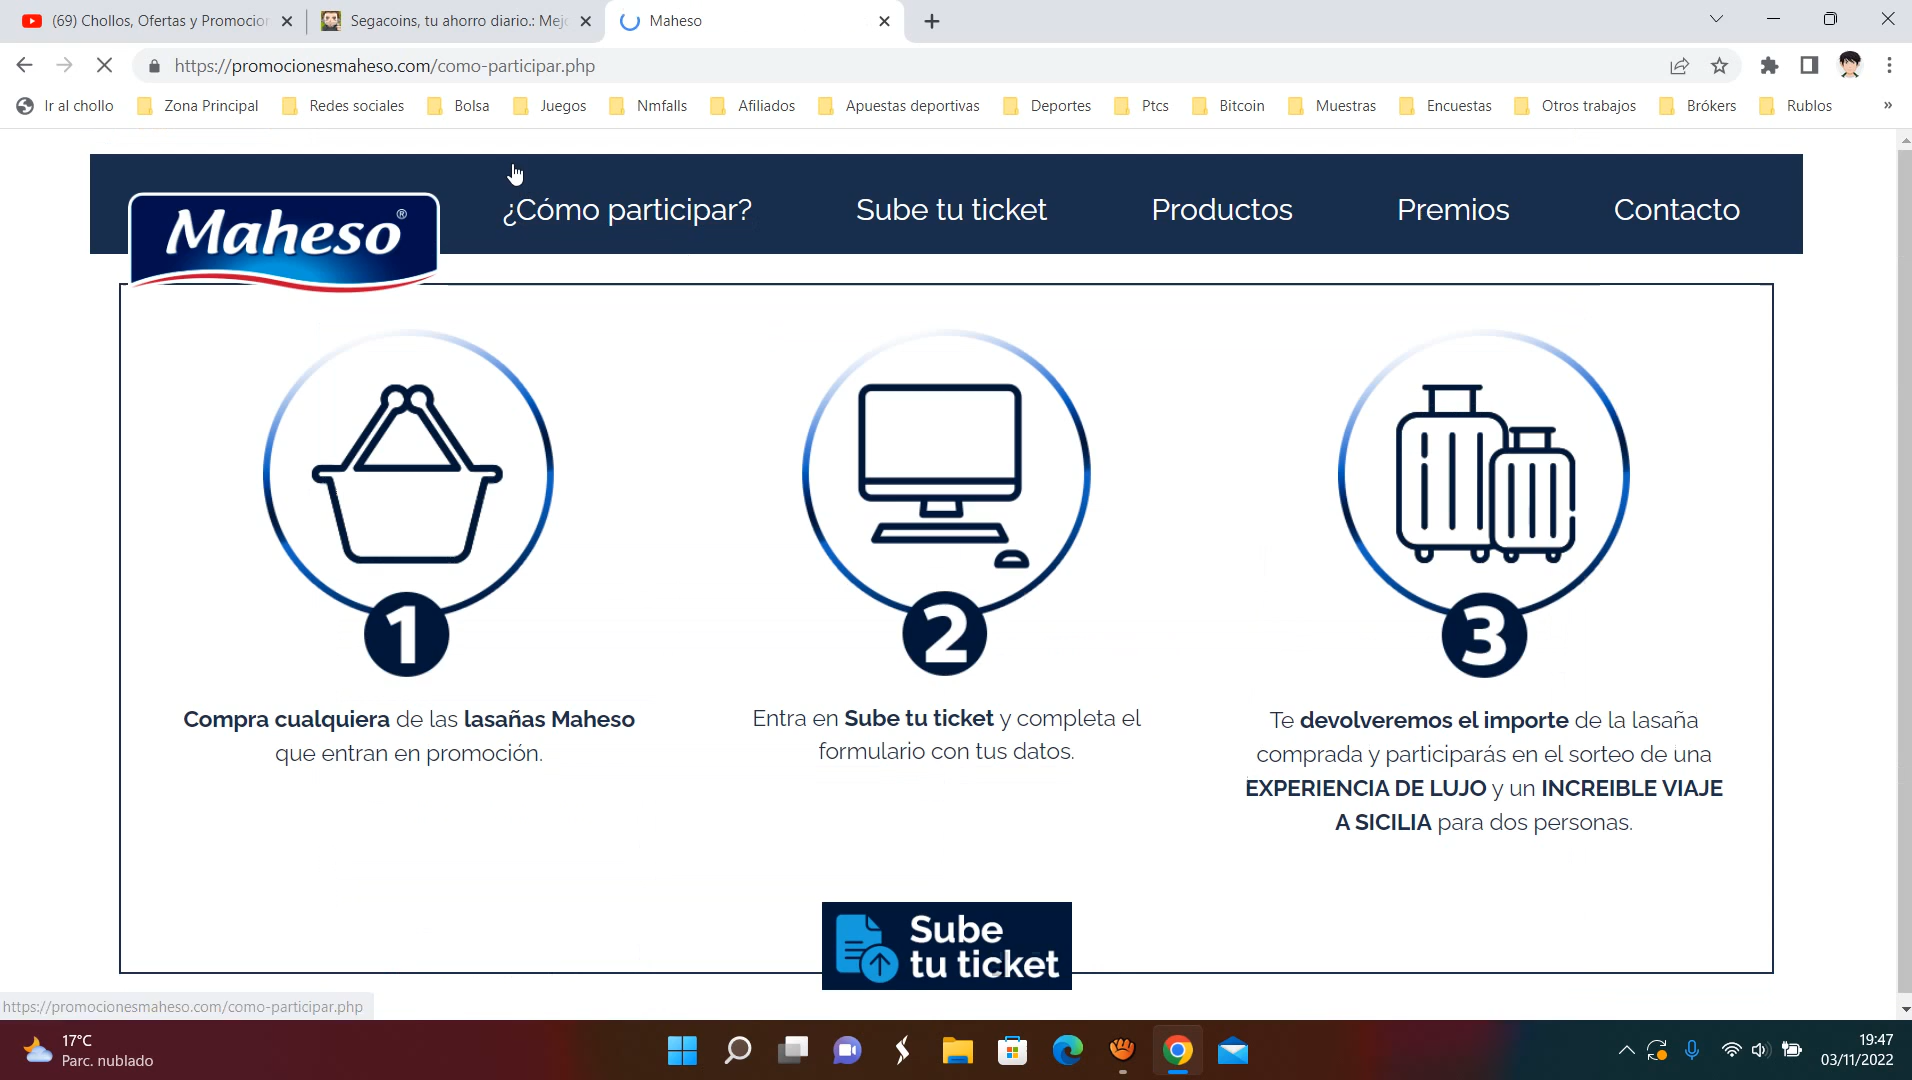 (69) Chollos, Ofertas y Promocion
Segacoins, tu ahorro diario.: Mejo
Maheso
https://promocionesmaheso.com/como-participar.php
Ir al chollo
Zona Principal
Redes sociales
Bolsa
Juegos
Nmfalls
Afiliados
Apuestas deportivas
Deportes
Ptcs
Bitcoin
Muestras
Encuestas
Otros trabajos
Brókers
Rublos
»
Maheso®
¿Cómo participar?
Sube tu ticket
Productos
Premios
Contacto
1
Compra cualquiera de las lasañas Maheso
que entran en promoción.
2
Entra en Sube tu ticket y completa el
formulario con tus datos.
3
Te devolveremos el importe de la lasaña
comprada y participarás en el sorteo de una
EXPERIENCIA DE LUJO y un INCREIBLE VIAJE
A SICILIA para dos personas.
Sube
tu ticket
https://promocionesmaheso.com/como-participar.php
17°C
Parc. nublado
19:47
03/11/2022